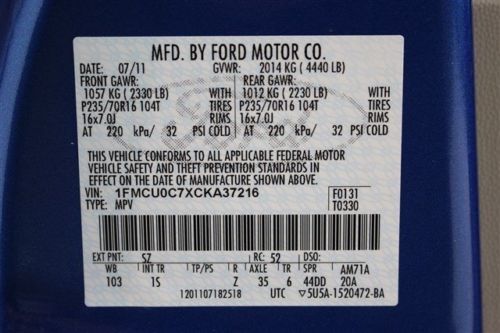 MFD. BY FORD MOTOR CO.
DATE: 07/11 GVWR: 2014 KG ( 4440 LB)
FRONT GAWR: REAR GAWR:
1057 KG ( 2330 LB) WITH 1012 KG ( 2230 LB) WITH
P235/70R16 104T TIRES P235/70R16 104T TIRES
16x7.0J RIMS 16x7.0J RIMS
AT 220 kPa/ 32 PSI COLD AT 220 kPa/ 32 PSI COLD
THIS VEHICLE CONFORMS TO ALL APPLICABLE FEDERAL MOTOR
VEHICLE SAFETY AND THEFT PREVENTION STANDARDS IN
EFFECT ON THE DATE OF MANUFACTURE SHOWN ABOVE.
VIN: 1FMCU0C7XCKA37216 F0131
TYPE: MPV T0330
EXT PNT: SZ RC: 52 DSO:
WB INT TR TP/PS R AXLE TR SPR AM71A
103 1S Z 35 6 44DD 20A
1201107182518 UTC 5U5A-1520472-BA